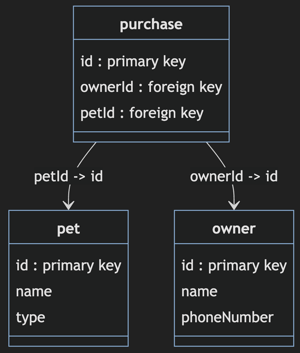 purchase
id : primary key
ownerId : foreign key
petId : foreign key
petId -> id
ownerId -> id
pet
id : primary key
name
type
owner
id : primary key
name
phoneNumber